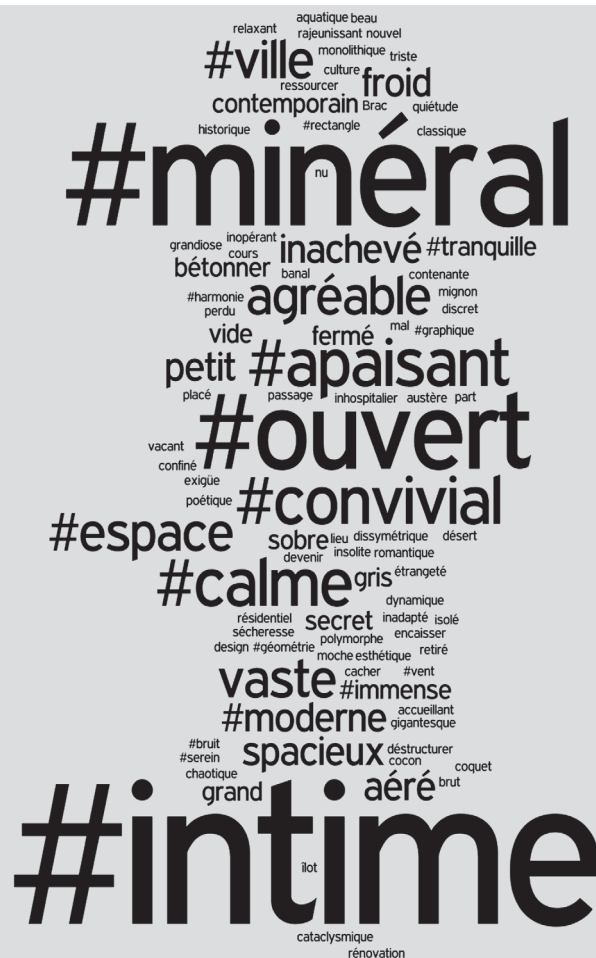 aquatique beau
relaxant rajeunissant nouvel
#ville monolithique triste
culture froid
ressourcer
contemporain Brac quiétude
historique #rectangle classique
#minéral
nu
grandiose inopérant inachevé #tranquille
cours
bétonner banal contenante
#harmonie agréable mignon
perdu discret
vide fermé mal #graphique
petit #apaisant
placé passage inhospitalier austère part
#ouvert
vacant
confiné
exigüe
poétique #convivial
#espace sobre lieu dissymétrique désert
devenir insolite romantique
#calme gris étrangeté
dynamique
résidentiel secret inadapté isolé
sécheresse polymorphe encaisser
design #géométrie moche esthétique retiré
vaste cacher #vent
#immense
#moderne accueillant
gigantesque
#bruit spacieux déstructurer
#serein cocon
chaotique coquet
grand aéré brut
#intime
îlot
cataclysmique
rénovation